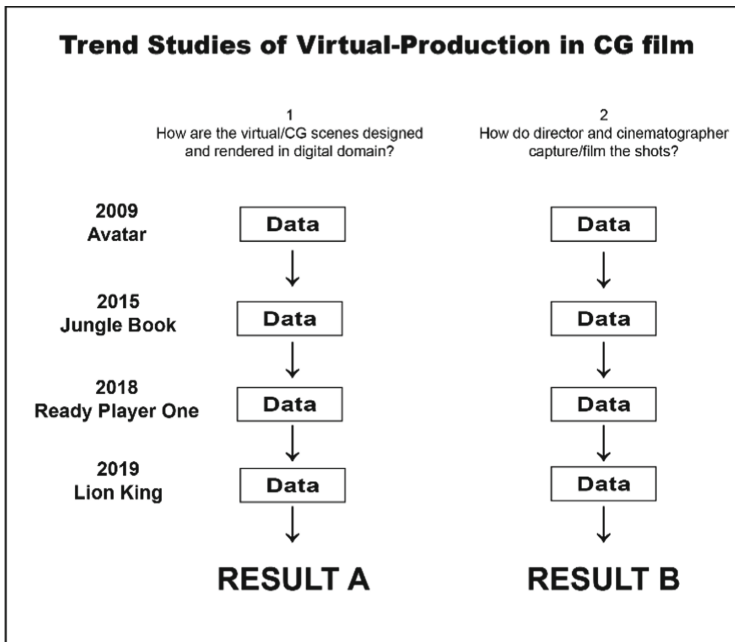 Trend Studies of Virtual-Production in CG film
1
How are the virtual/CG scenes designed
and rendered in digital domain?
2
How do director and cinematographer
capture/film the shots?
2009
Avatar
Data
Data
2015
Jungle Book
Data
Data
2018
Ready Player One
Data
Data
2019
Lion King
Data
Data
RESULT A
RESULT B